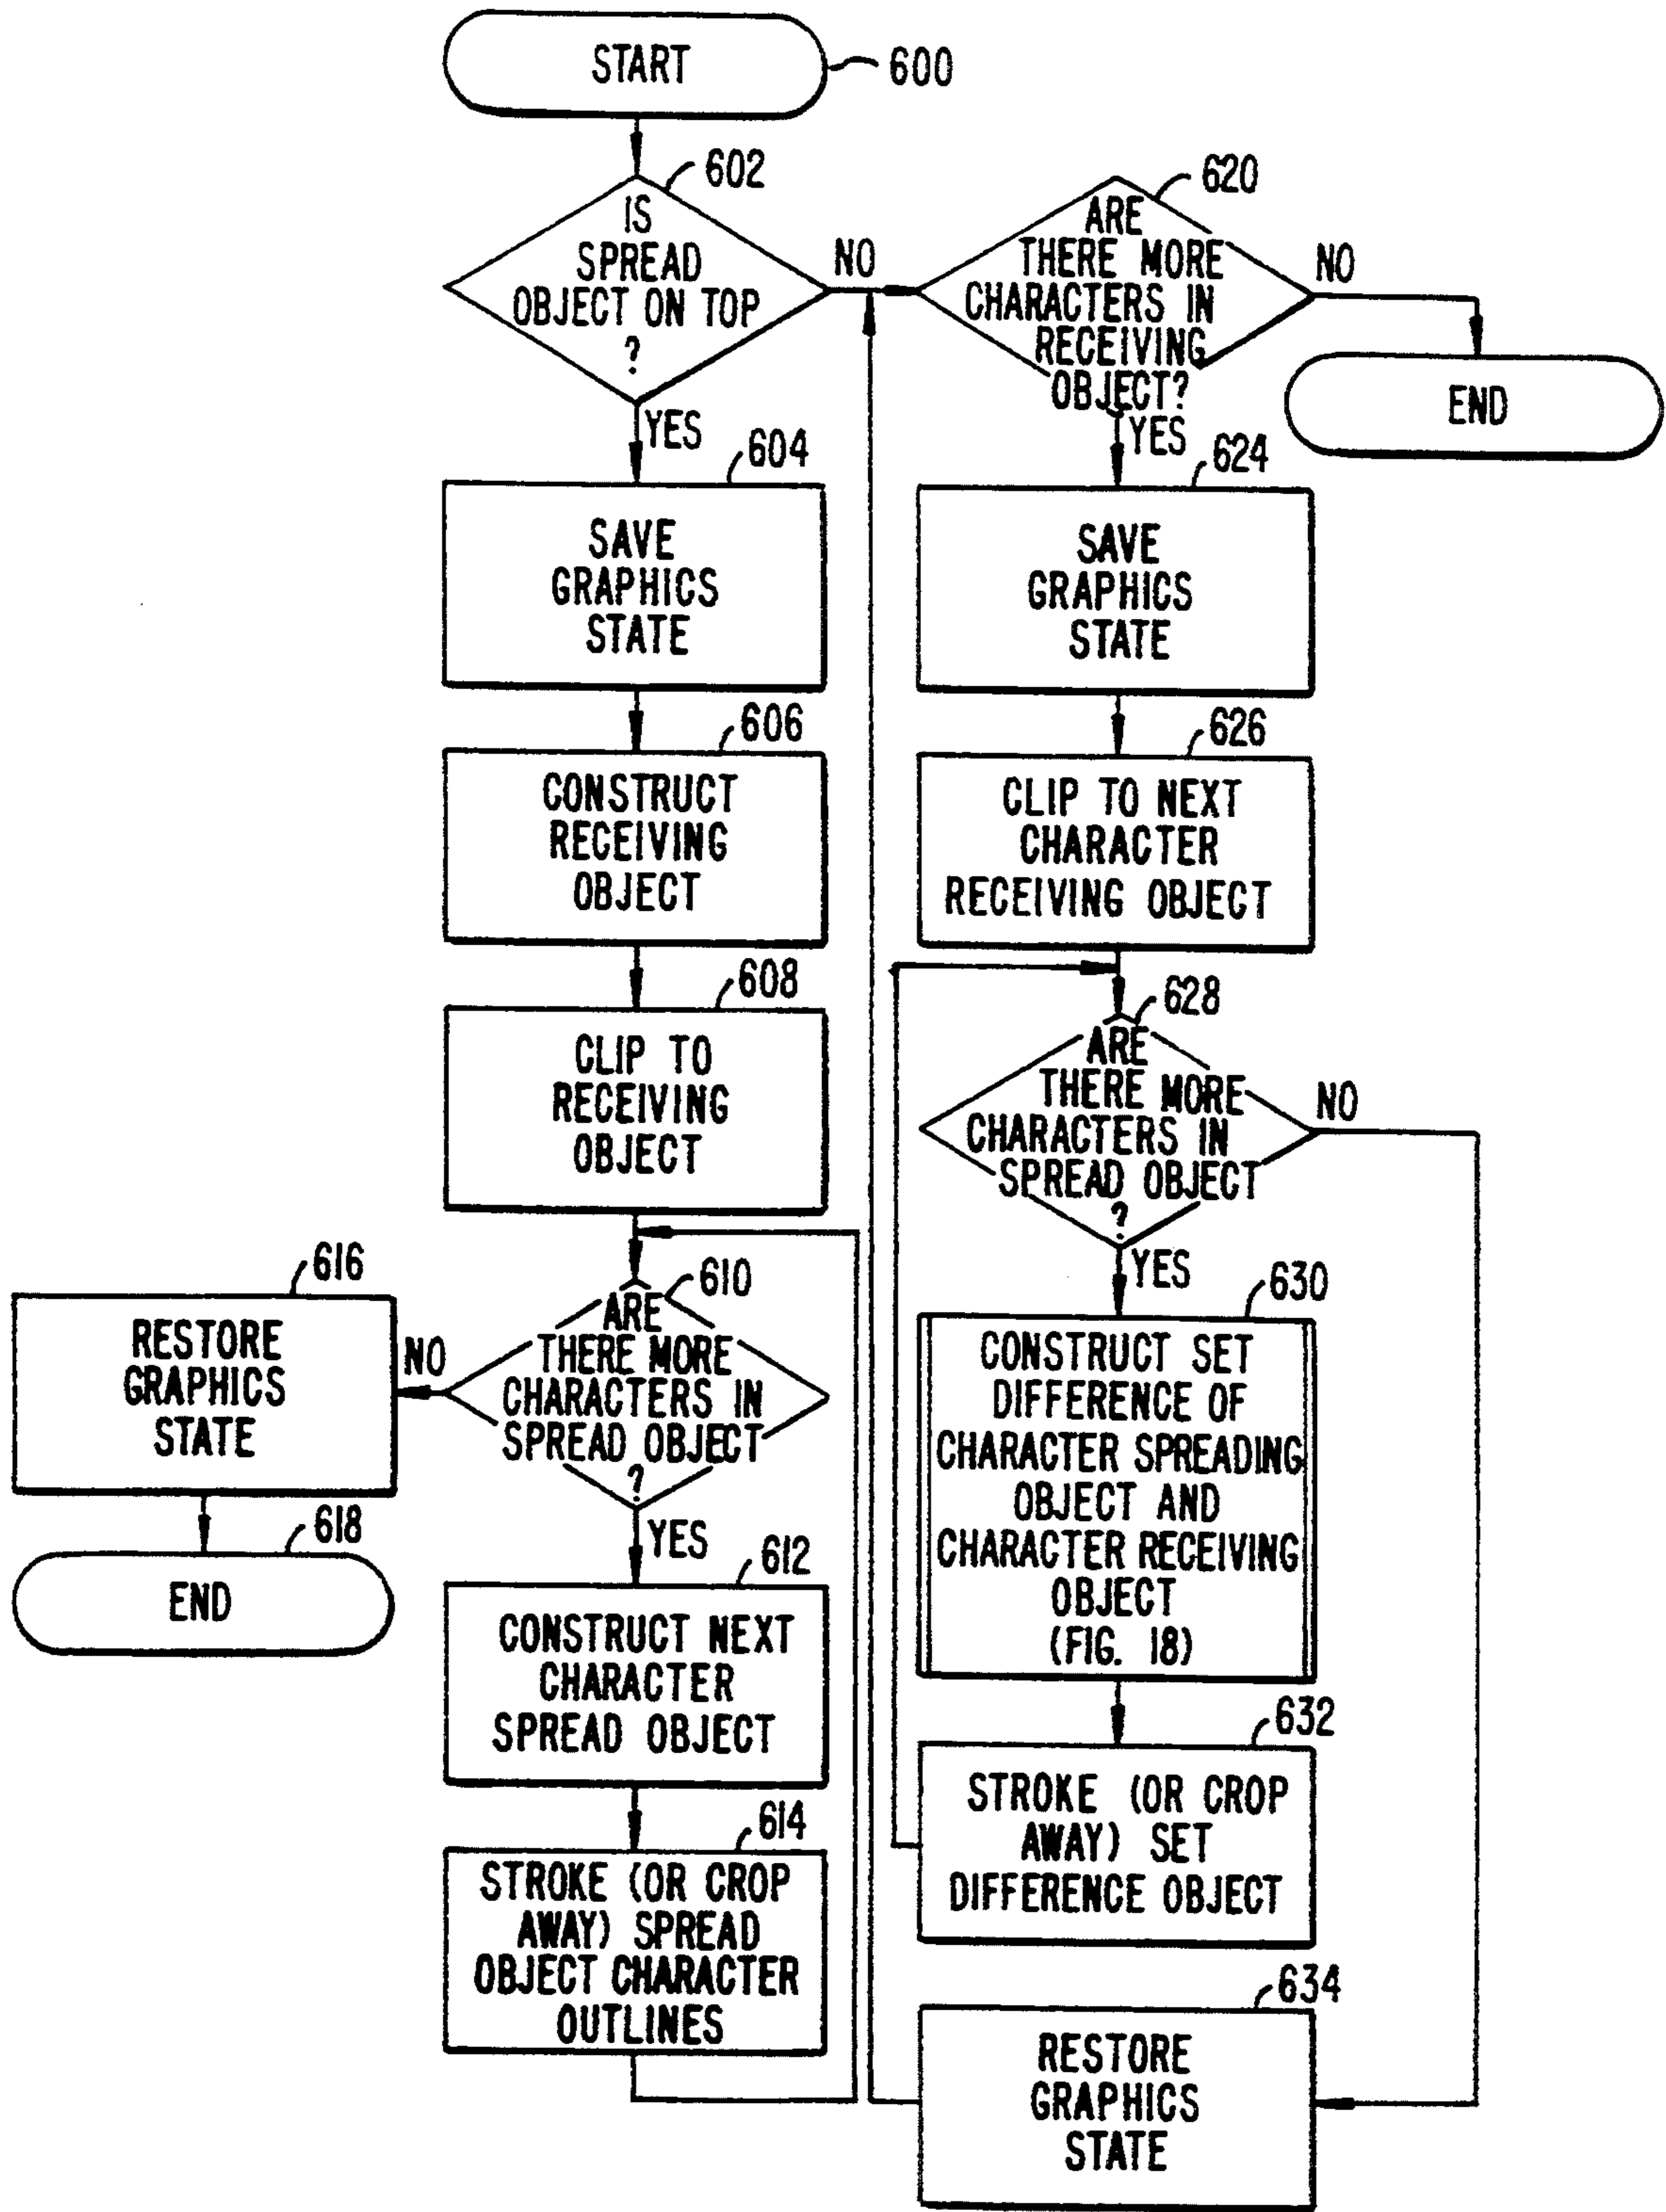 START
600
602
IS
SPREAD
OBJECT ON TOP
?
NO
YES
604
SAVE
GRAPHICS
STATE
606
CONSTRUCT
RECEIVING
OBJECT
608
CLIP TO
RECEIVING
OBJECT
610
ARE
THERE MORE
CHARACTERS IN
SPREAD OBJECT
?
NO
YES
616
RESTORE
GRAPHICS
STATE
618
END
612
CONSTRUCT NEXT
CHARACTER
SPREAD OBJECT
614
STROKE (OR CROP
AWAY) SPREAD
OBJECT CHARACTER
OUTLINES
620
ARE
THERE MORE
CHARACTERS IN
RECEIVING
OBJECT?
NO
END
YES
624
SAVE
GRAPHICS
STATE
626
CLIP TO NEXT
CHARACTER
RECEIVING OBJECT
628
ARE
THERE MORE
CHARACTERS IN
SPREAD OBJECT
?
NO
YES
630
CONSTRUCT SET
DIFFERENCE OF
CHARACTER SPREADING
OBJECT AND
CHARACTER RECEIVING
OBJECT
(FIG. 18)
632
STROKE (OR CROP
AWAY) SET
DIFFERENCE OBJECT
634
RESTORE
GRAPHICS
STATE